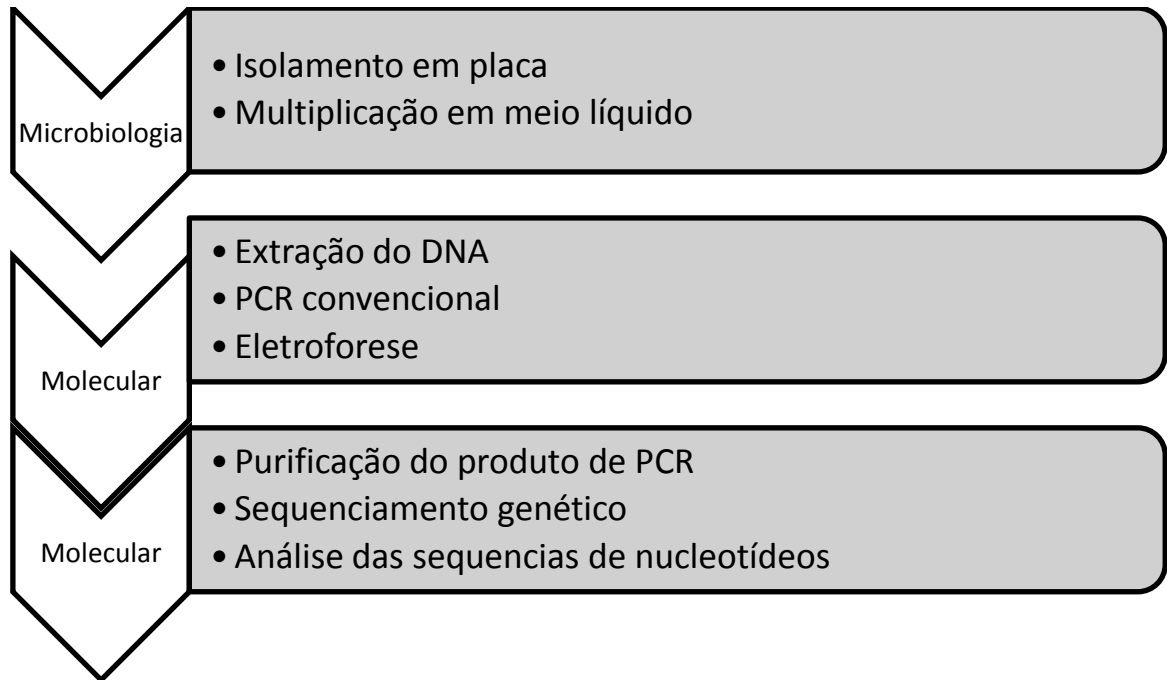 Microbiologia
• Isolamento em placa
• Multiplicação em meio líquido
Molecular
• Extração do DNA
• PCR convencional
• Eletroforese
Molecular
• Purificação do produto de PCR
• Sequenciamento genético
• Análise das sequencias de nucleotídeos